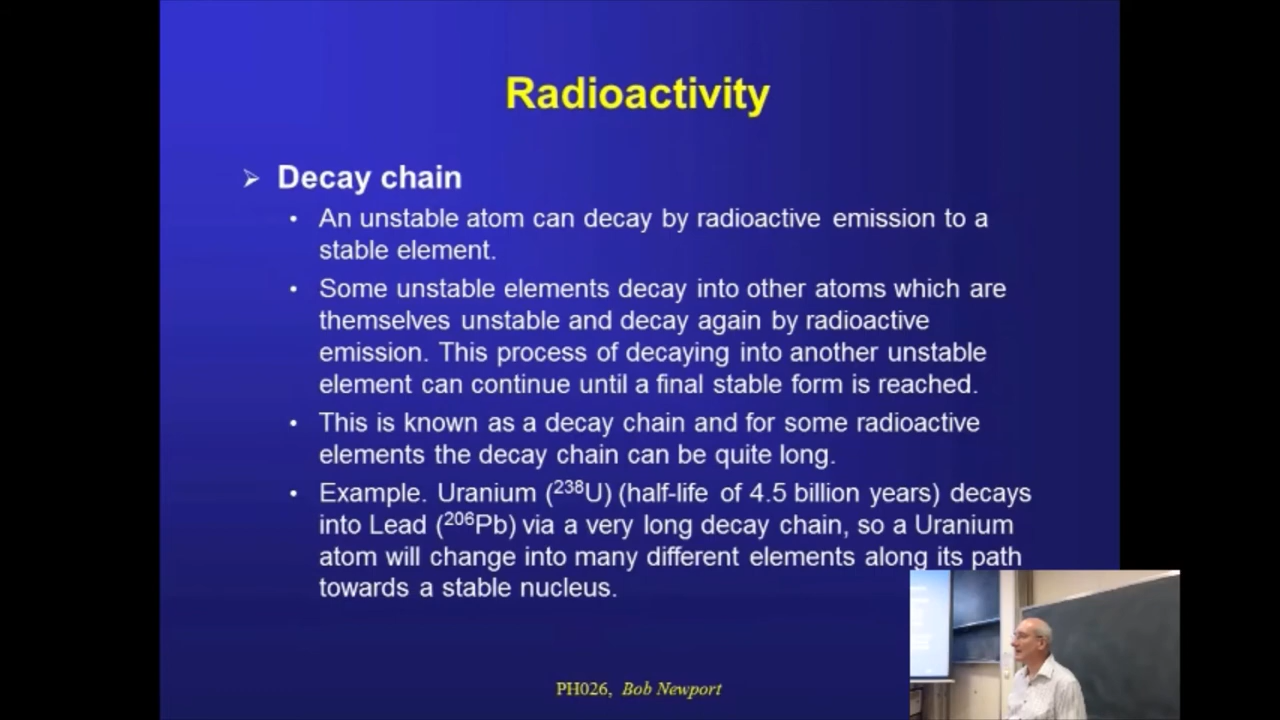 Radioactivity
➢ Decay chain
• An unstable atom can decay by radioactive emission to a
stable element.
• Some unstable elements decay into other atoms which are
themselves unstable and decay again by radioactive
emission. This process of decaying into another unstable
element can continue until a final stable form is reached.
• This is known as a decay chain and for some radioactive
elements the decay chain can be quite long.
• Example. Uranium (²³⁸U) (half-life of 4.5 billion years) decays
into Lead (²⁰⁶Pb) via a very long decay chain, so a Uranium
atom will change into many different elements along its path
towards a stable nucleus.
PH026, Bob Newport